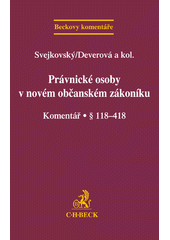 Beckovy komentáře
Svejkovský/Deverová a kol.
Právnické osoby
v novém občanském zákoníku
Komentář • § 118–418
C·H·BECK